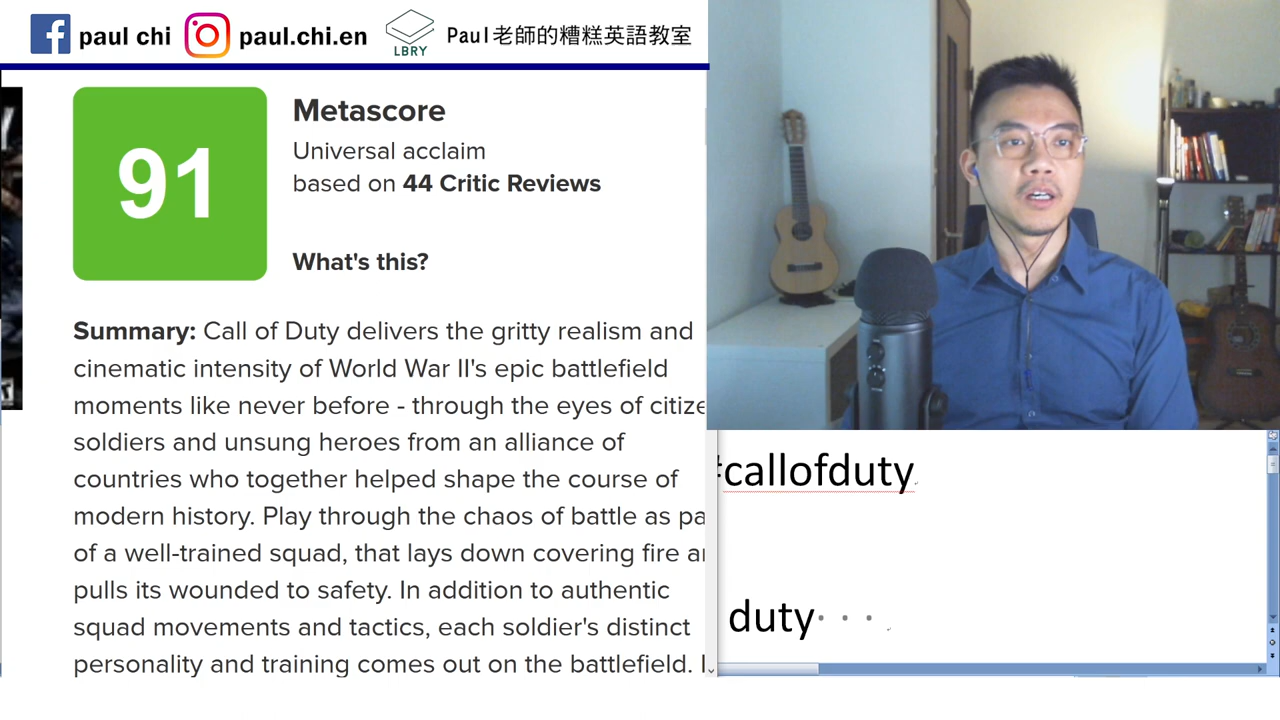 paul chi
paul.chi.en
LBRY
Paul老師的糟糕英語教室
91
Metascore
Universal acclaim
based on 44 Critic Reviews
What's this?
Summary: Call of Duty delivers the gritty realism and
cinematic intensity of World War II's epic battlefield
moments like never before - through the eyes of citize
soldiers and unsung heroes from an alliance of
countries who together helped shape the course of
modern history. Play through the chaos of battle as pa
of a well-trained squad, that lays down covering fire a
pulls its wounded to safety. In addition to authentic
squad movements and tactics, each soldier's distinct
personality and training comes out on the battlefield.
#callofduty
duty